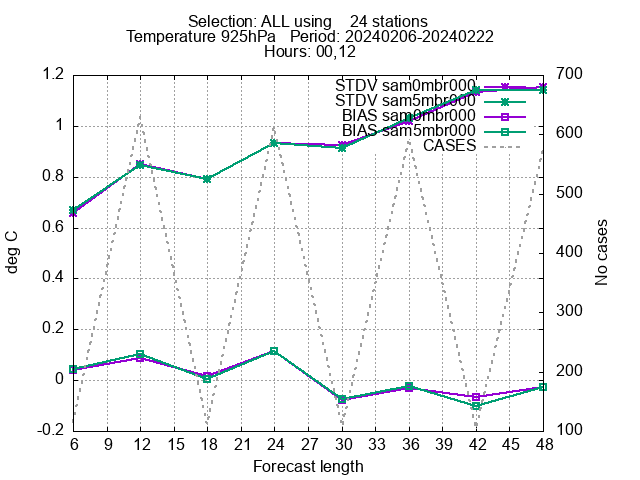 Selection: ALL using    24 stations
Temperature 925hPa   Period: 20240206-20240222
Hours: 00,12
STDV sam0mbr000
STDV sam5mbr000
BIAS sam0mbr000
BIAS sam5mbr000
CASES
deg C
1.2
1
0.8
0.6
0.4
0.2
0
-0.2
No cases
700
600
500
400
300
200
100
6 9 12 15 18 21 24 27 30 33 36 39 42 45 48
Forecast length